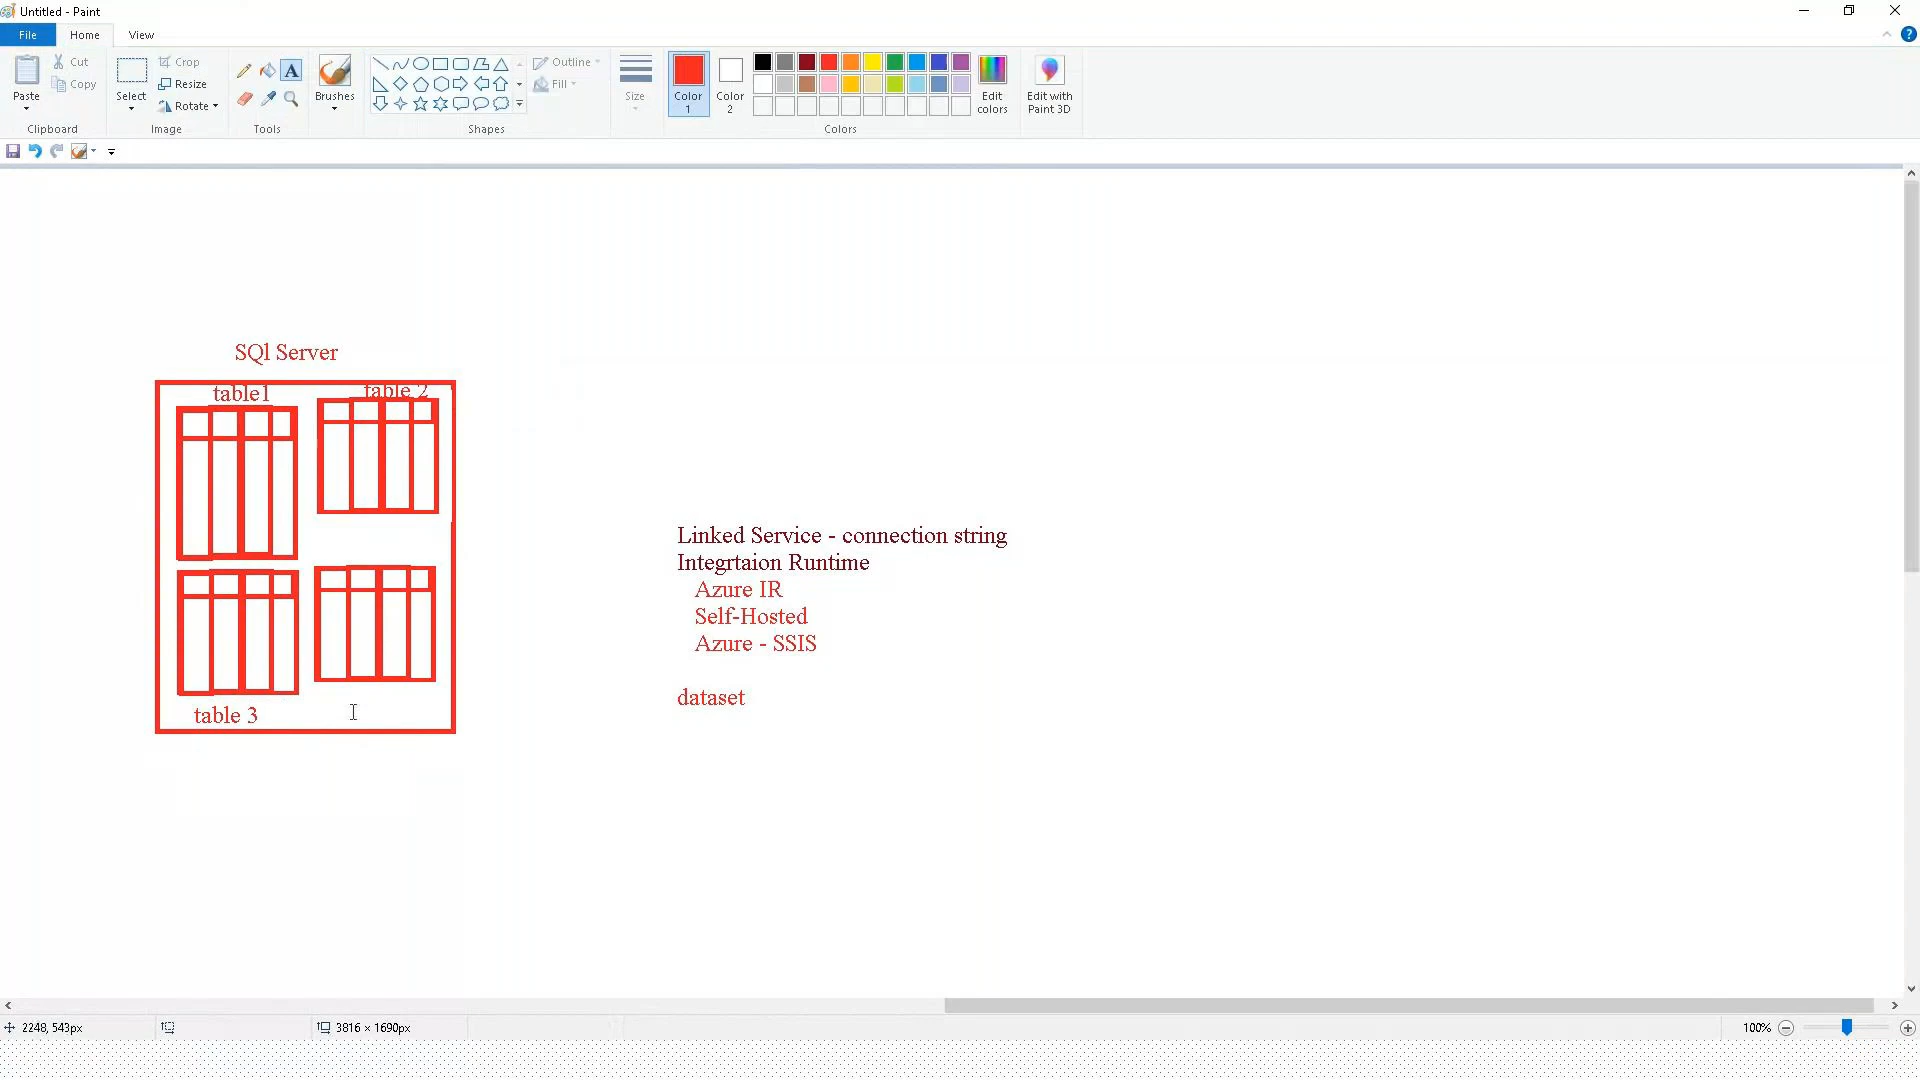 Untitled - Paint
File Home View
Paste
Cut
Copy
Clipboard
Select
Crop
Resize
Rotate
Image
A
Tools
Brushes
Shapes
Outline
Fill
Size
Color 1
Color 2
Edit colors
Edit with Paint 3D
Colors
SQl Server
table1 table 2
table 3
Linked Service - connection string
Integrtaion Runtime
Azure IR
Self-Hosted
Azure - SSIS
dataset
2248, 543px
3816 × 1690px
100%